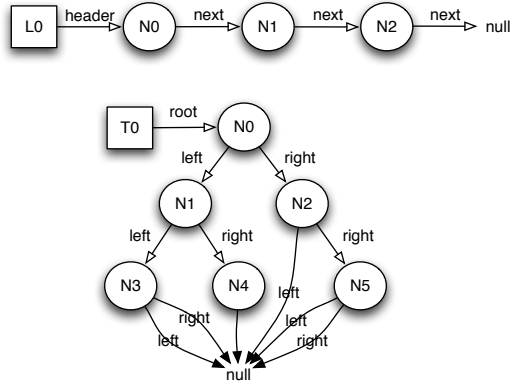 L0 header N0 next N1 next N2 next null
T0 root N0
left right
N1 N2
left right right
N3 N4 N5
left
right left
left right
null